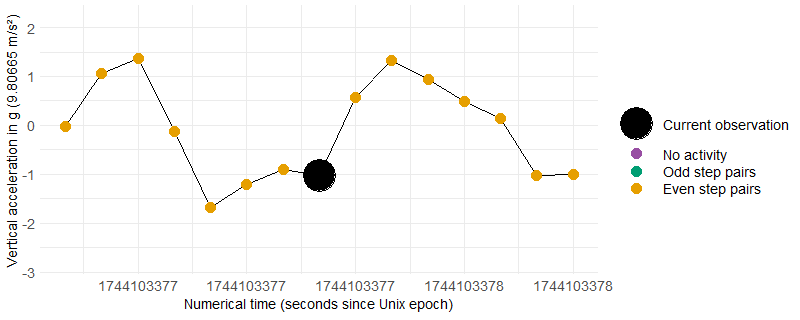 Vertical acceleration in g (9.80665 m/s²)
2
1
0
-1
-2
-3
1744103377 1744103377 1744103377 1744103378 1744103378
Numerical time (seconds since Unix epoch)
Current observation
No activity
Odd step pairs
Even step pairs